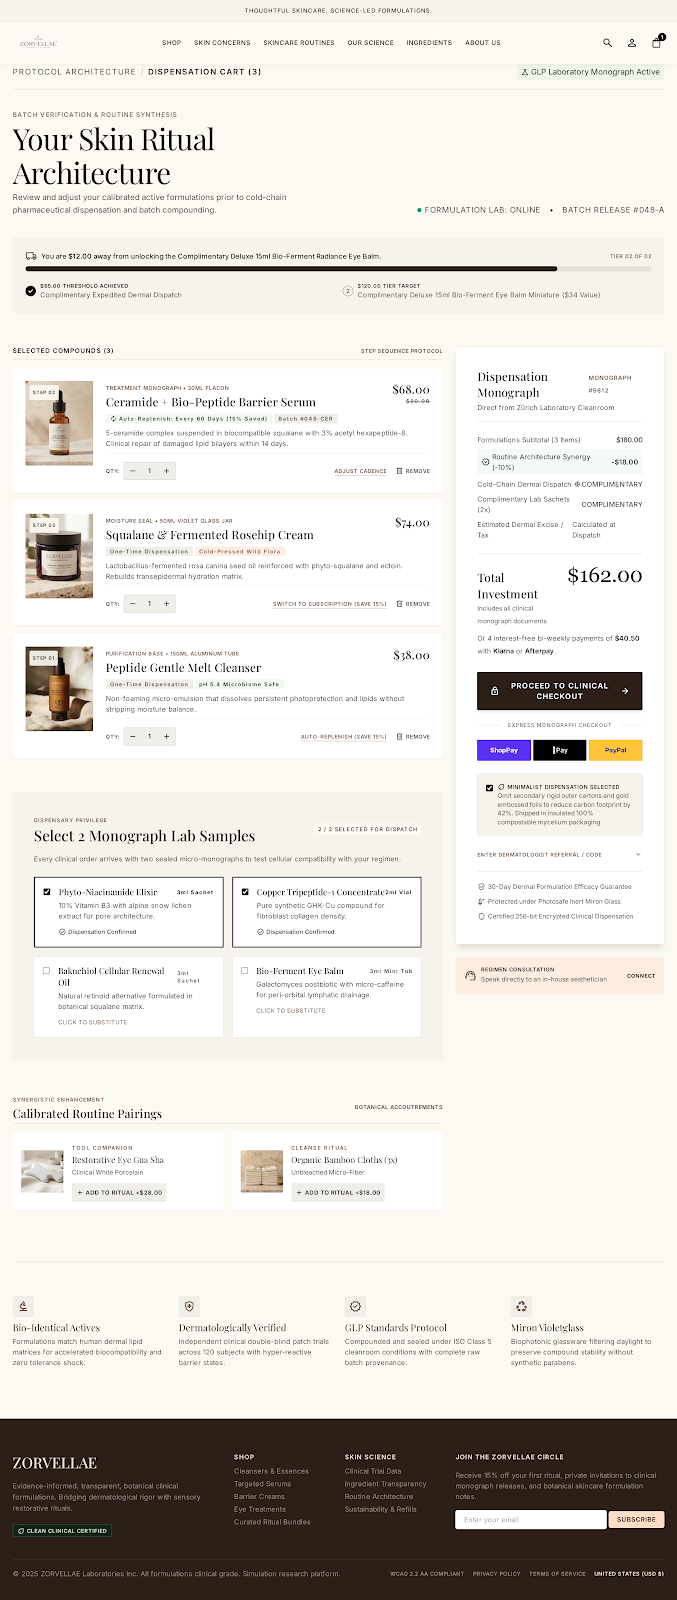 THOUGHTFUL SKINCARE. SCIENCE-LED FORMULATIONS.
ZORVELLAE
SHOP SKIN CONCERNS SKINCARE ROUTINES OUR SCIENCE INGREDIENTS ABOUT US
1
PROTOCOL ARCHITECTURE / DISPENSATION CART (3)
GLP Laboratory Monograph Active
BATCH VERIFICATION & ROUTINE SYNTHESIS
Your Skin Ritual
Architecture
Review and adjust your calibrated active formulations prior to cold-chain
pharmaceutical dispensation and batch compounding.
FORMULATION LAB: ONLINE • BATCH RELEASE #048-A
You are $12.00 away from unlocking the Complimentary Deluxe 15ml Bio-Ferment Radiance Eye Balm.
TIER 02 OF 02
$65.00 THRESHOLD ACHIEVED
Complimentary Expedited Dermal Dispatch
2
$120.00 TIER TARGET
Complimentary Deluxe 15ml Bio-Ferment Eye Balm Miniature ($34 Value)
SELECTED COMPOUNDS (3)
STEP SEQUENCE PROTOCOL
STEP 02
TREATMENT MONOGRAPH • 30ML FLACON
Ceramide + Bio-Peptide Barrier Serum
$68.00
$80.00
Auto-Replenish: Every 60 Days (15% Saved)
Batch #048-CER
5-ceramide complex suspended in biocompatible squalane with 3% acetyl hexapeptide-8.
Clinical repair of damaged lipid bilayers within 14 days.
QTY: − 1 +
ADJUST CADENCE
REMOVE
STEP 03
MOISTURE SEAL • 50ML VIOLET GLASS JAR
Squalane & Fermented Rosehip Cream
$74.00
One-Time Dispensation
Cold-Pressed Wild Flora
Lactobacillus-fermented rosa canina seed oil reinforced with phyto-squalane and ectoin.
Rebuilds transepidermal hydration matrix.
QTY: − 1 +
SWITCH TO SUBSCRIPTION (SAVE 15%)
REMOVE
STEP 01
PURIFICATION BASE • 150ML ALUMINUM TUBE
Peptide Gentle Melt Cleanser
$38.00
One-Time Dispensation
pH 5.4 Microbiome Safe
Non-foaming micro-emulsion that dissolves persistent photoprotection and lipids without
stripping moisture balance.
QTY: − 1 +
AUTO-REPLENISH (SAVE 15%)
REMOVE
DISPENSARY PRIVILEGE
Select 2 Monograph Lab Samples
2 / 2 SELECTED FOR DISPATCH
Every clinical order arrives with two sealed micro-monographs to test cellular compatibility with your regimen.
Phyto-Niacinamide Elixir
3ml Sachet
10% Vitamin B3 with alpine snow lichen
extract for pore architecture.
Dispensation Confirmed
Copper Tripeptide-1 Concentrate
2ml Vial
Pure synthetic GHK-Cu compound for
fibroblast collagen density.
Dispensation Confirmed
Bakuchiol Cellular Renewal
Oil
3ml
Sachet
Natural retinoid alternative formulated in
botanical squalane matrix.
CLICK TO SUBSTITUTE
Bio-Ferment Eye Balm
3ml Mini Tub
Galactomyces postbiotic with micro-caffeine
for peri-orbital lymphatic drainage.
CLICK TO SUBSTITUTE
SYNERGISTIC ENHANCEMENT
Calibrated Routine Pairings
BOTANICAL ACCOUTREMENTS
TOOL COMPANION
Restorative Eye Gua Sha
Clinical White Porcelain
+ ADD TO RITUAL +$28.00
CLEANSE RITUAL
Organic Bamboo Cloths (3x)
Unbleached Micro-Fiber
+ ADD TO RITUAL +$18.00
Dispensation
Monograph
MONOGRAPH
#9812
Direct from Zürich Laboratory Cleanroom
Formulations Subtotal (3 Items)
$180.00
Routine Architecture Synergy
(-10%)
-$18.00
Cold-Chain Dermal Dispatch
COMPLIMENTARY
Complimentary Lab Sachets
(2x)
COMPLIMENTARY
Estimated Dermal Excise /
Tax
Calculated at
Dispatch
Total
Investment
$162.00
Includes all clinical
monograph documents
Or 4 interest-free bi-weekly payments of $40.50
with Klarna or Afterpay.
PROCEED TO CLINICAL
CHECKOUT
EXPRESS MONOGRAPH CHECKOUT
ShopPay
Pay
PayPal
MINIMALIST DISPENSATION SELECTED
Omit secondary rigid outer cartons and gold
embossed foils to reduce carbon footprint by
42%. Shipped in insulated 100%
compostable mycelium packaging.
ENTER DERMATOLOGIST REFERRAL / CODE
30-Day Dermal Formulation Efficacy Guarantee
Protected under Photosafe Inert Miron Glass
Certified 256-bit Encrypted Clinical Dispensation
REGIMEN CONSULTATION
Speak directly to an in-house aesthetician
CONNECT
Bio-Identical Actives
Formulations match human dermal lipid
matrices for accelerated biocompatibility and
zero tolerance shock.
Dermatologically Verified
Independent clinical double-blind patch trials
across 120 subjects with hyper-reactive
barrier states.
GLP Standards Protocol
Compounded and sealed under ISO Class 5
cleanroom conditions with complete raw
batch provenance.
Miron Violetglass
Biophotonic glassware filtering daylight to
preserve compound stability without
synthetic parabens.
ZORVELLAE
Evidence-informed, transparent, botanical clinical
formulations. Bridging dermatological rigor with sensory
restorative rituals.
CLEAN CLINICAL CERTIFIED
SHOP
Cleansers & Essences
Targeted Serums
Barrier Creams
Eye Treatments
Curated Ritual Bundles
SKIN SCIENCE
Clinical Trial Data
Ingredient Transparency
Routine Architecture
Sustainability & Refills
JOIN THE ZORVELLAE CIRCLE
Receive 15% off your first ritual, private invitations to clinical
monograph releases, and botanical skincare formulation
notes.
Enter your email
SUBSCRIBE
© 2025 ZORVELLAE Laboratories Inc. All formulations clinical grade. Simulation research platform.
WCAG 2.2 AA COMPLIANT PRIVACY POLICY TERMS OF SERVICE UNITED STATES (USD $)